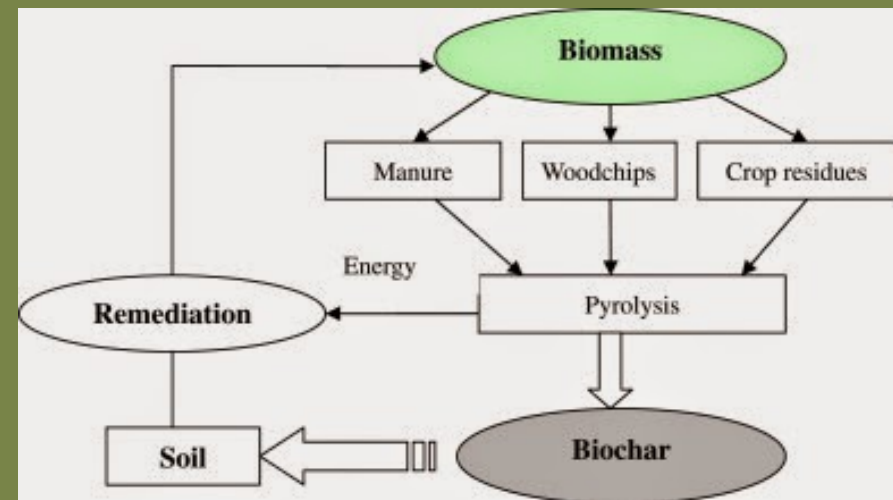 Biomass
Manure
Woodchips
Crop residues
Energy
Remediation
Pyrolysis
Soil
Biochar